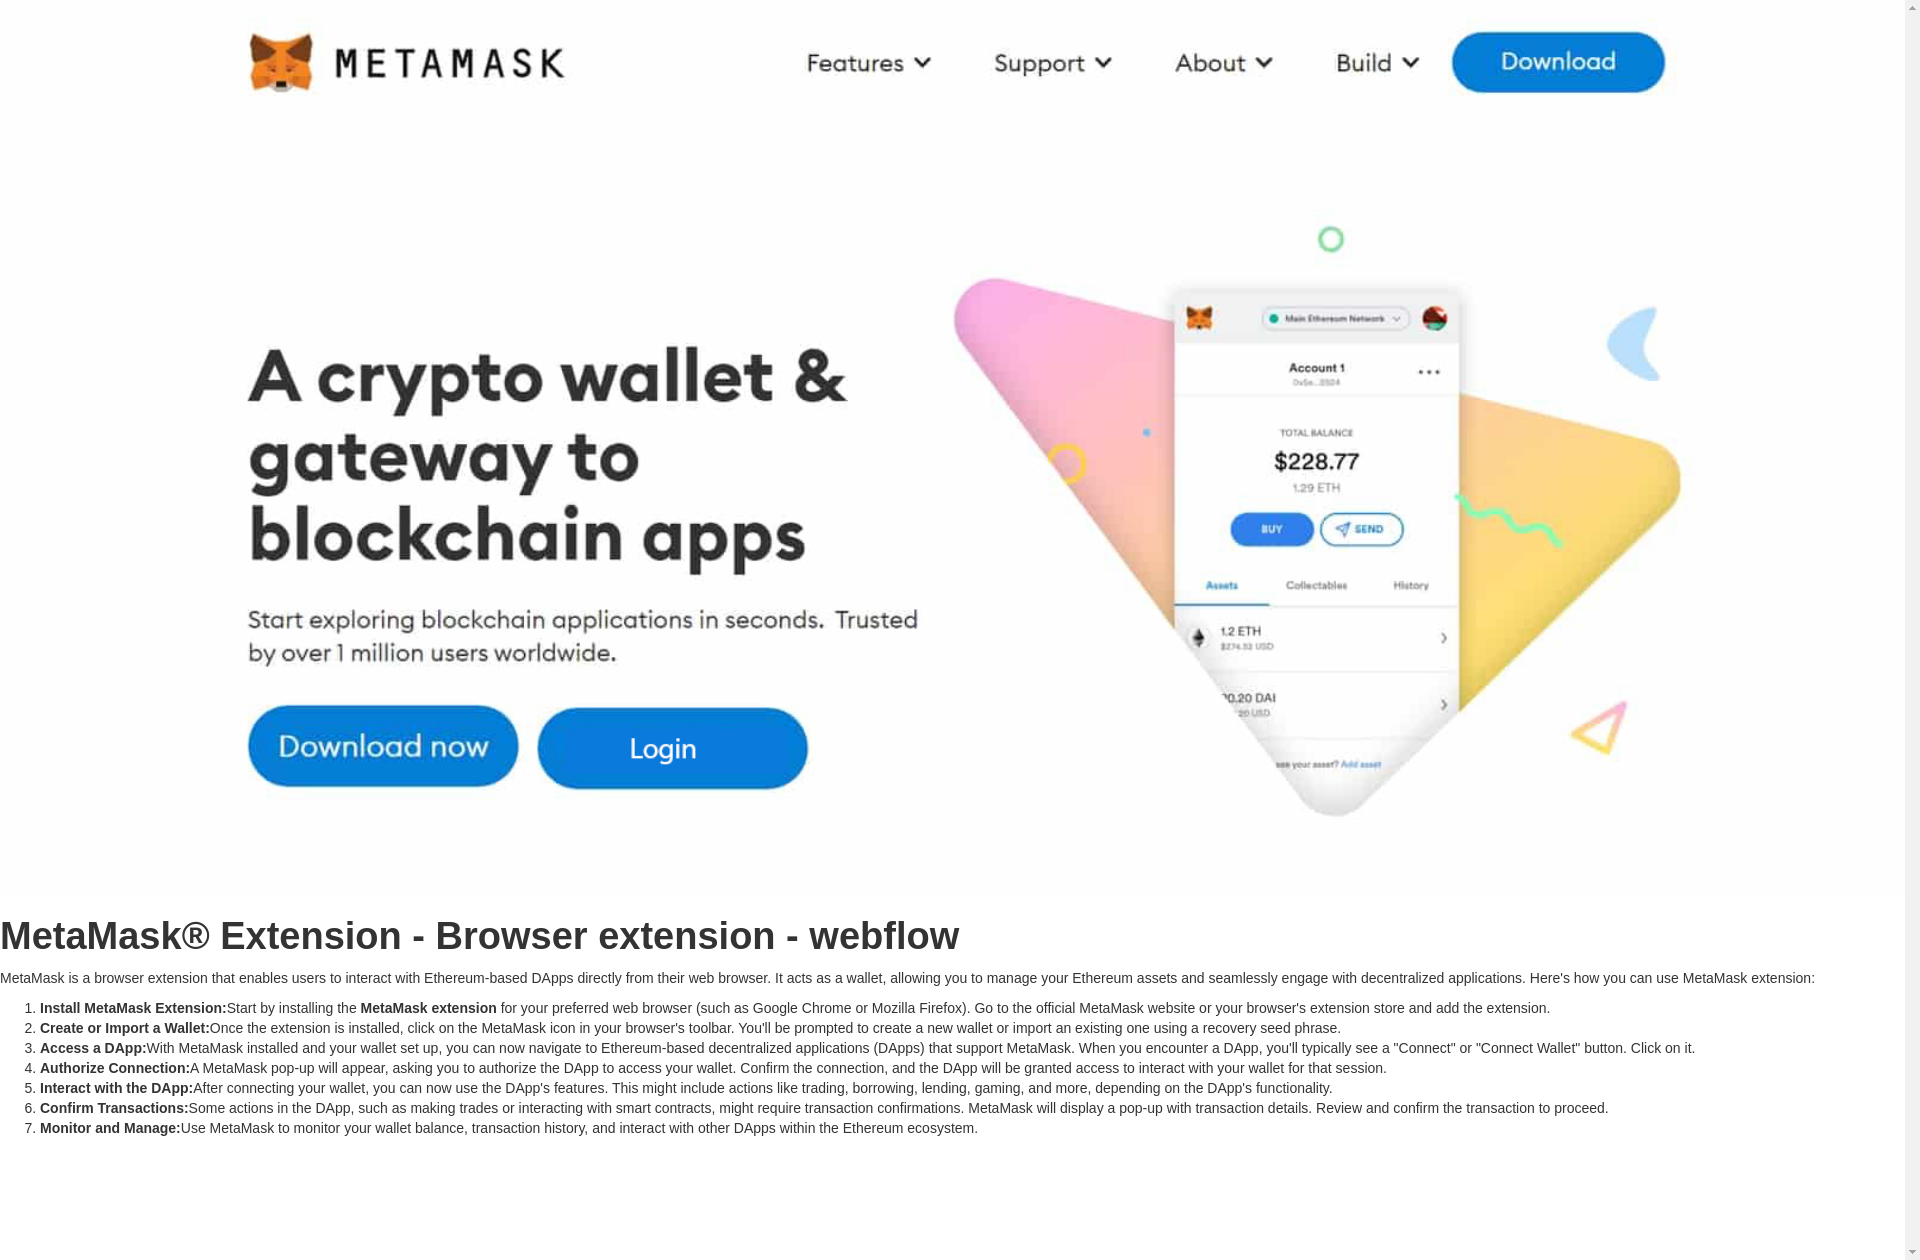 METAMASK
Features
Support
About
Build
Download
A crypto wallet &
gateway to
blockchain apps
Start exploring blockchain applications in seconds. Trusted
by over 1 million users worldwide.
Download now
Login
Main Ethereum Network
Account 1
TOTAL BALANCE
$228.77
1.29 ETH
BUY
SEND
Assets
Collectables
History
1.2 ETH
$274.53 USD
0.20 DAI
20 USD
see your asset? Add asset
MetaMask® Extension - Browser extension - webflow
MetaMask is a browser extension that enables users to interact with Ethereum-based DApps directly from their web browser. It acts as a wallet, allowing you to manage your Ethereum assets and seamlessly engage with decentralized applications. Here's how you can use MetaMask extension:
1. Install MetaMask Extension:Start by installing the MetaMask extension for your preferred web browser (such as Google Chrome or Mozilla Firefox). Go to the official MetaMask website or your browser's extension store and add the extension.
2. Create or Import a Wallet:Once the extension is installed, click on the MetaMask icon in your browser's toolbar. You'll be prompted to create a new wallet or import an existing one using a recovery seed phrase.
3. Access a DApp:With MetaMask installed and your wallet set up, you can now navigate to Ethereum-based decentralized applications (DApps) that support MetaMask. When you encounter a DApp, you'll typically see a "Connect" or "Connect Wallet" button. Click on it.
4. Authorize Connection:A MetaMask pop-up will appear, asking you to authorize the DApp to access your wallet. Confirm the connection, and the DApp will be granted access to interact with your wallet for that session.
5. Interact with the DApp:After connecting your wallet, you can now use the DApp's features. This might include actions like trading, borrowing, lending, gaming, and more, depending on the DApp's functionality.
6. Confirm Transactions:Some actions in the DApp, such as making trades or interacting with smart contracts, might require transaction confirmations. MetaMask will display a pop-up with transaction details. Review and confirm the transaction to proceed.
7. Monitor and Manage:Use MetaMask to monitor your wallet balance, transaction history, and interact with other DApps within the Ethereum ecosystem.